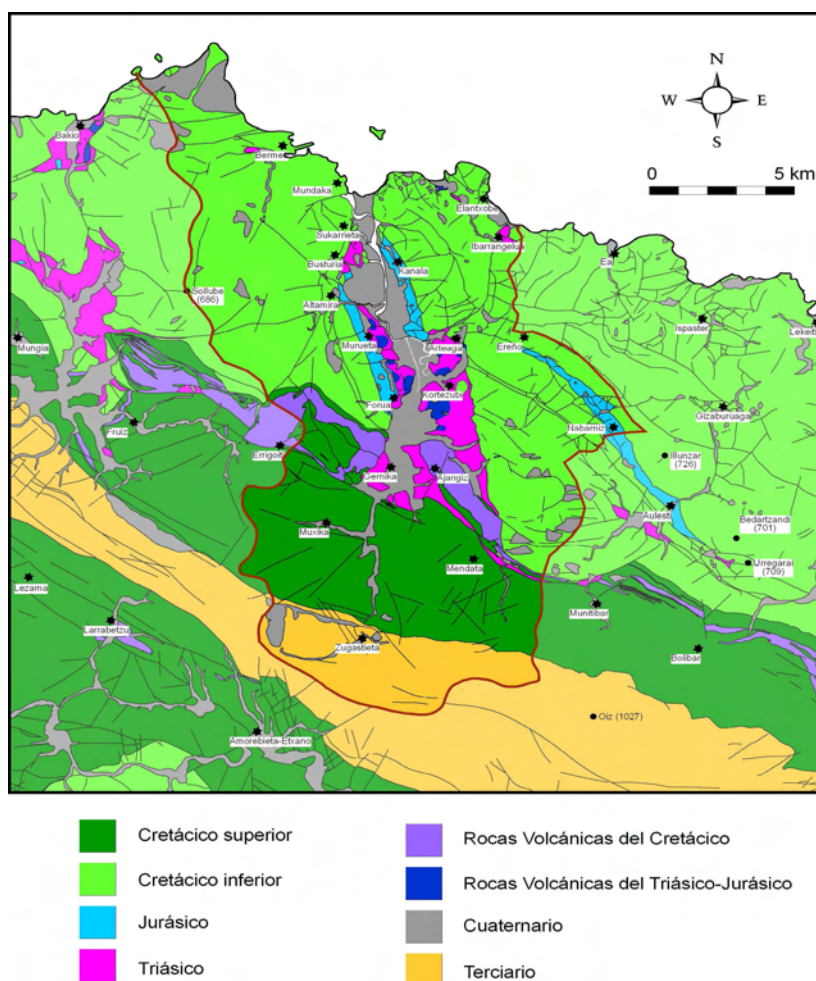 N
W E
S
0 5 km
Bakio
Bermeo
Mundaka
Elantxobe
Sukarrieta
Ibarrangelua
Busturia
Kanala
Ea
Sollube
(686)
Altamira
Ispaster
Lekeiti
Mungia
Murueta
Arteaga
Ereño
Kortezubi
Forua
Gizaburuaga
Fruiz
Nabarniz
Errigoiti
Illunzar
(726)
Gernika
Ajangiz
Aulesti
Muxika
Bedartzandi
(701)
Mendata
Urregarai
(709)
Lezama
Munitibar
Larrabetzu
Zugastieta
Bolibar
Oiz (1027)
Amorebieta-Etxano
Cretácico superior
Rocas Volcánicas del Cretácico
Cretácico inferior
Rocas Volcánicas del Triásico-Jurásico
Jurásico
Cuaternario
Triásico
Terciario